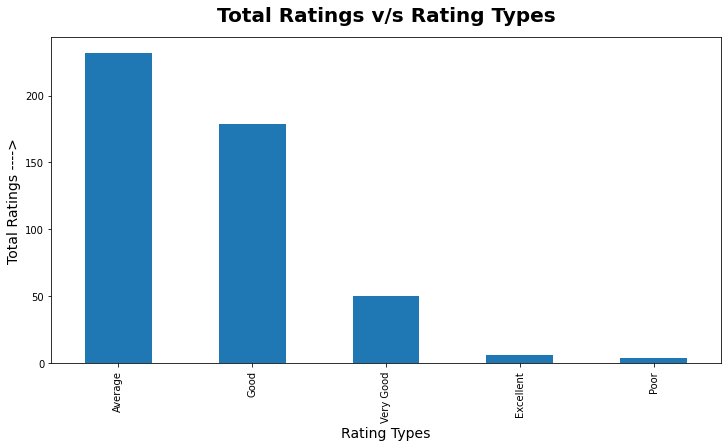 Total Ratings v/s Rating Types
Total Ratings ---->
200
150
100
50
0
Average
Good
Very Good
Excellent
Poor
Rating Types